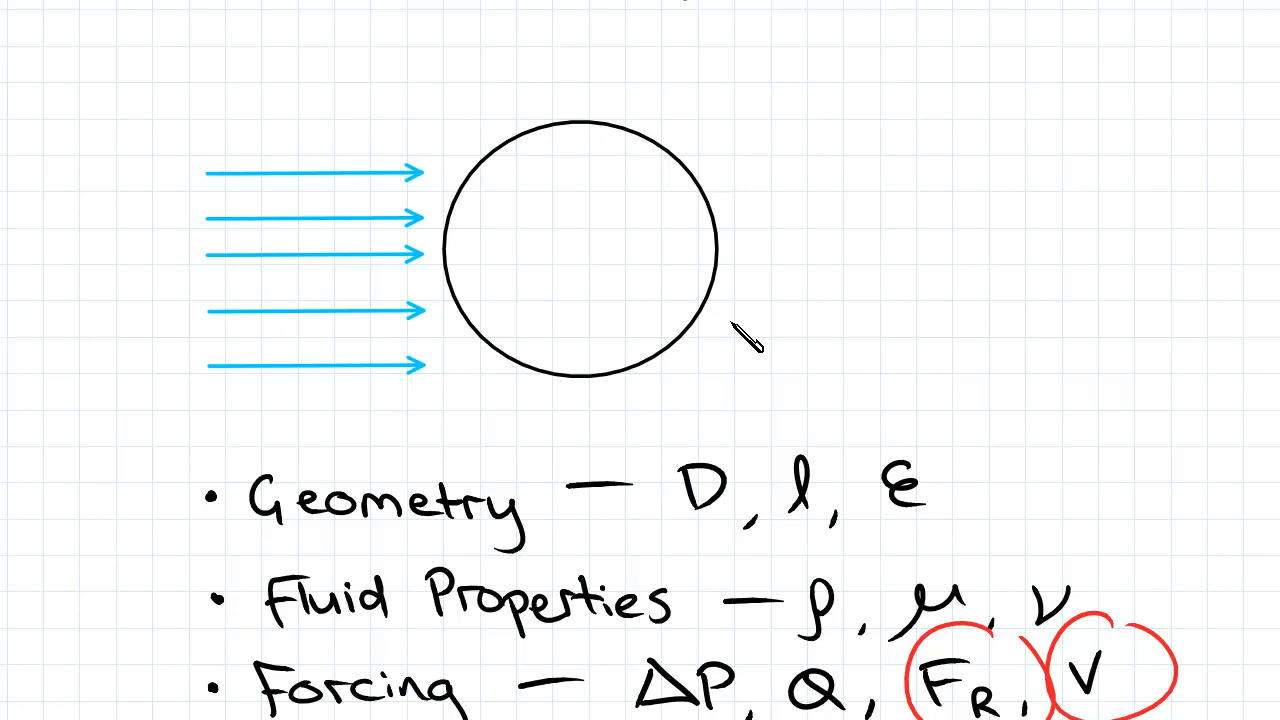 • Geometry — D, l, ε
• Fluid Properties — ρ, μ, ν
• Forcing — ΔP, Q, F_R, V